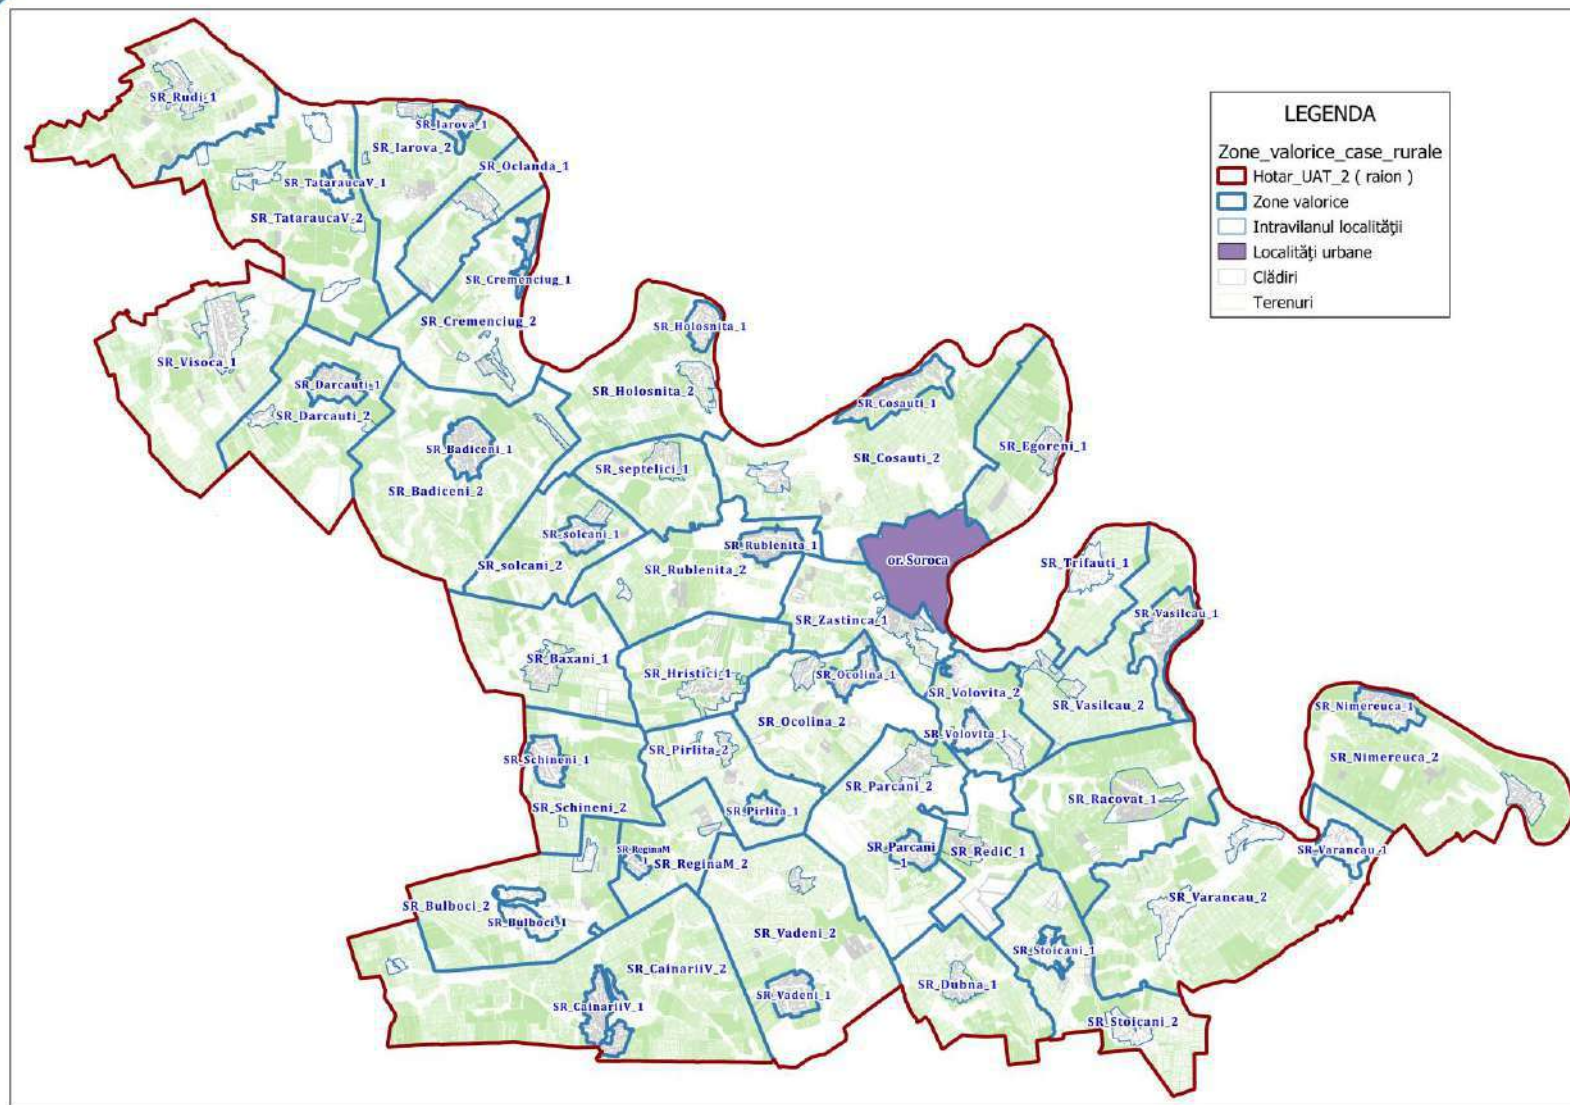 LEGENDA
Zone_valorice_case_rurale
Hotar_UAT_2 ( raion )
Zone valorice
Intravilanul localității
Localități urbane
Clădiri
Terenuri
SR_Rudi_1
SR_Iarova_1
SR_Iarova_2
SR_Oclanda_1
SR_TataraucaV_1
SR_TataraucaV_2
SR_Cremenciug_1
SR_Cremenciug_2
SR_Holosnita_1
SR_Visoca_1
SR_Darcauti_1
SR_Darcauti_2
SR_Holosnita_2
SR_Cosauti_1
SR_Badiceni_1
SR_Egoreni_1
SR_Cosauti_2
SR_septelici_1
SR_Badiceni_2
SR_solcani_1
SR_Rublenita_1
SR_solcani_2
SR_Rublenita_2
or. Soroca
SR_Trifauti_1
SR_Vasilcau_1
SR_Zastinca_1
SR_Baxani_1
SR_Hristici_1
SR_Ocolina_1
SR_Volovita_2
SR_Vasilcau_2
SR_Nimereuca_1
SR_Ocolina_2
SR_Volovita_1
SR_Pirlita_2
SR_Schineni_1
SR_Nimereuca_2
SR_Parcani_2
SR_Racovat_1
SR_Schineni_2
SR_Pirlita_1
SR_ReginaM
_1
SR_RegInaM_2
SR_Parcani
_1
SR_RediC_1
SR_Varancau_1
SR_Varancau_2
SR_Bulboci_2
SR_Bulboci_1
SR_Vadeni_2
SR_Stoicani_1
SR_CainariiV_2
SR_Dubna_1
SR_Vadeni_1
SR_CainariiV_1
SR_Stoicani_2